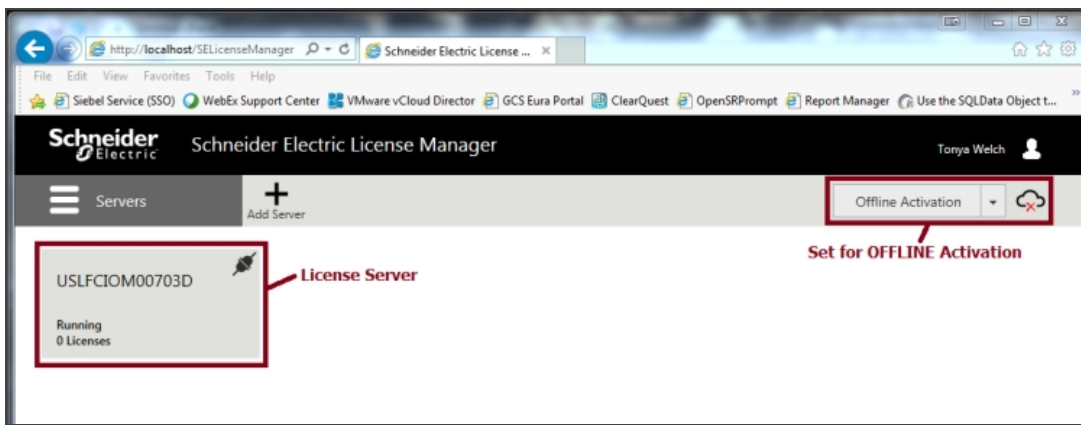 http://localhost/SELicenseManager
Schneider Electric License ...
File Edit View Favorites Tools Help
Siebel Service (SSO) WebEx Support Center VMware vCloud Director GCS Eura Portal ClearQuest OpenSRPrompt Report Manager Use the SQLData Object t...
Schneider Electric
Schneider Electric License Manager
Tonya Welch
Servers
Add Server
Offline Activation
Set for OFFLINE Activation
USLFCIOM00703D
License Server
Running
0 Licenses